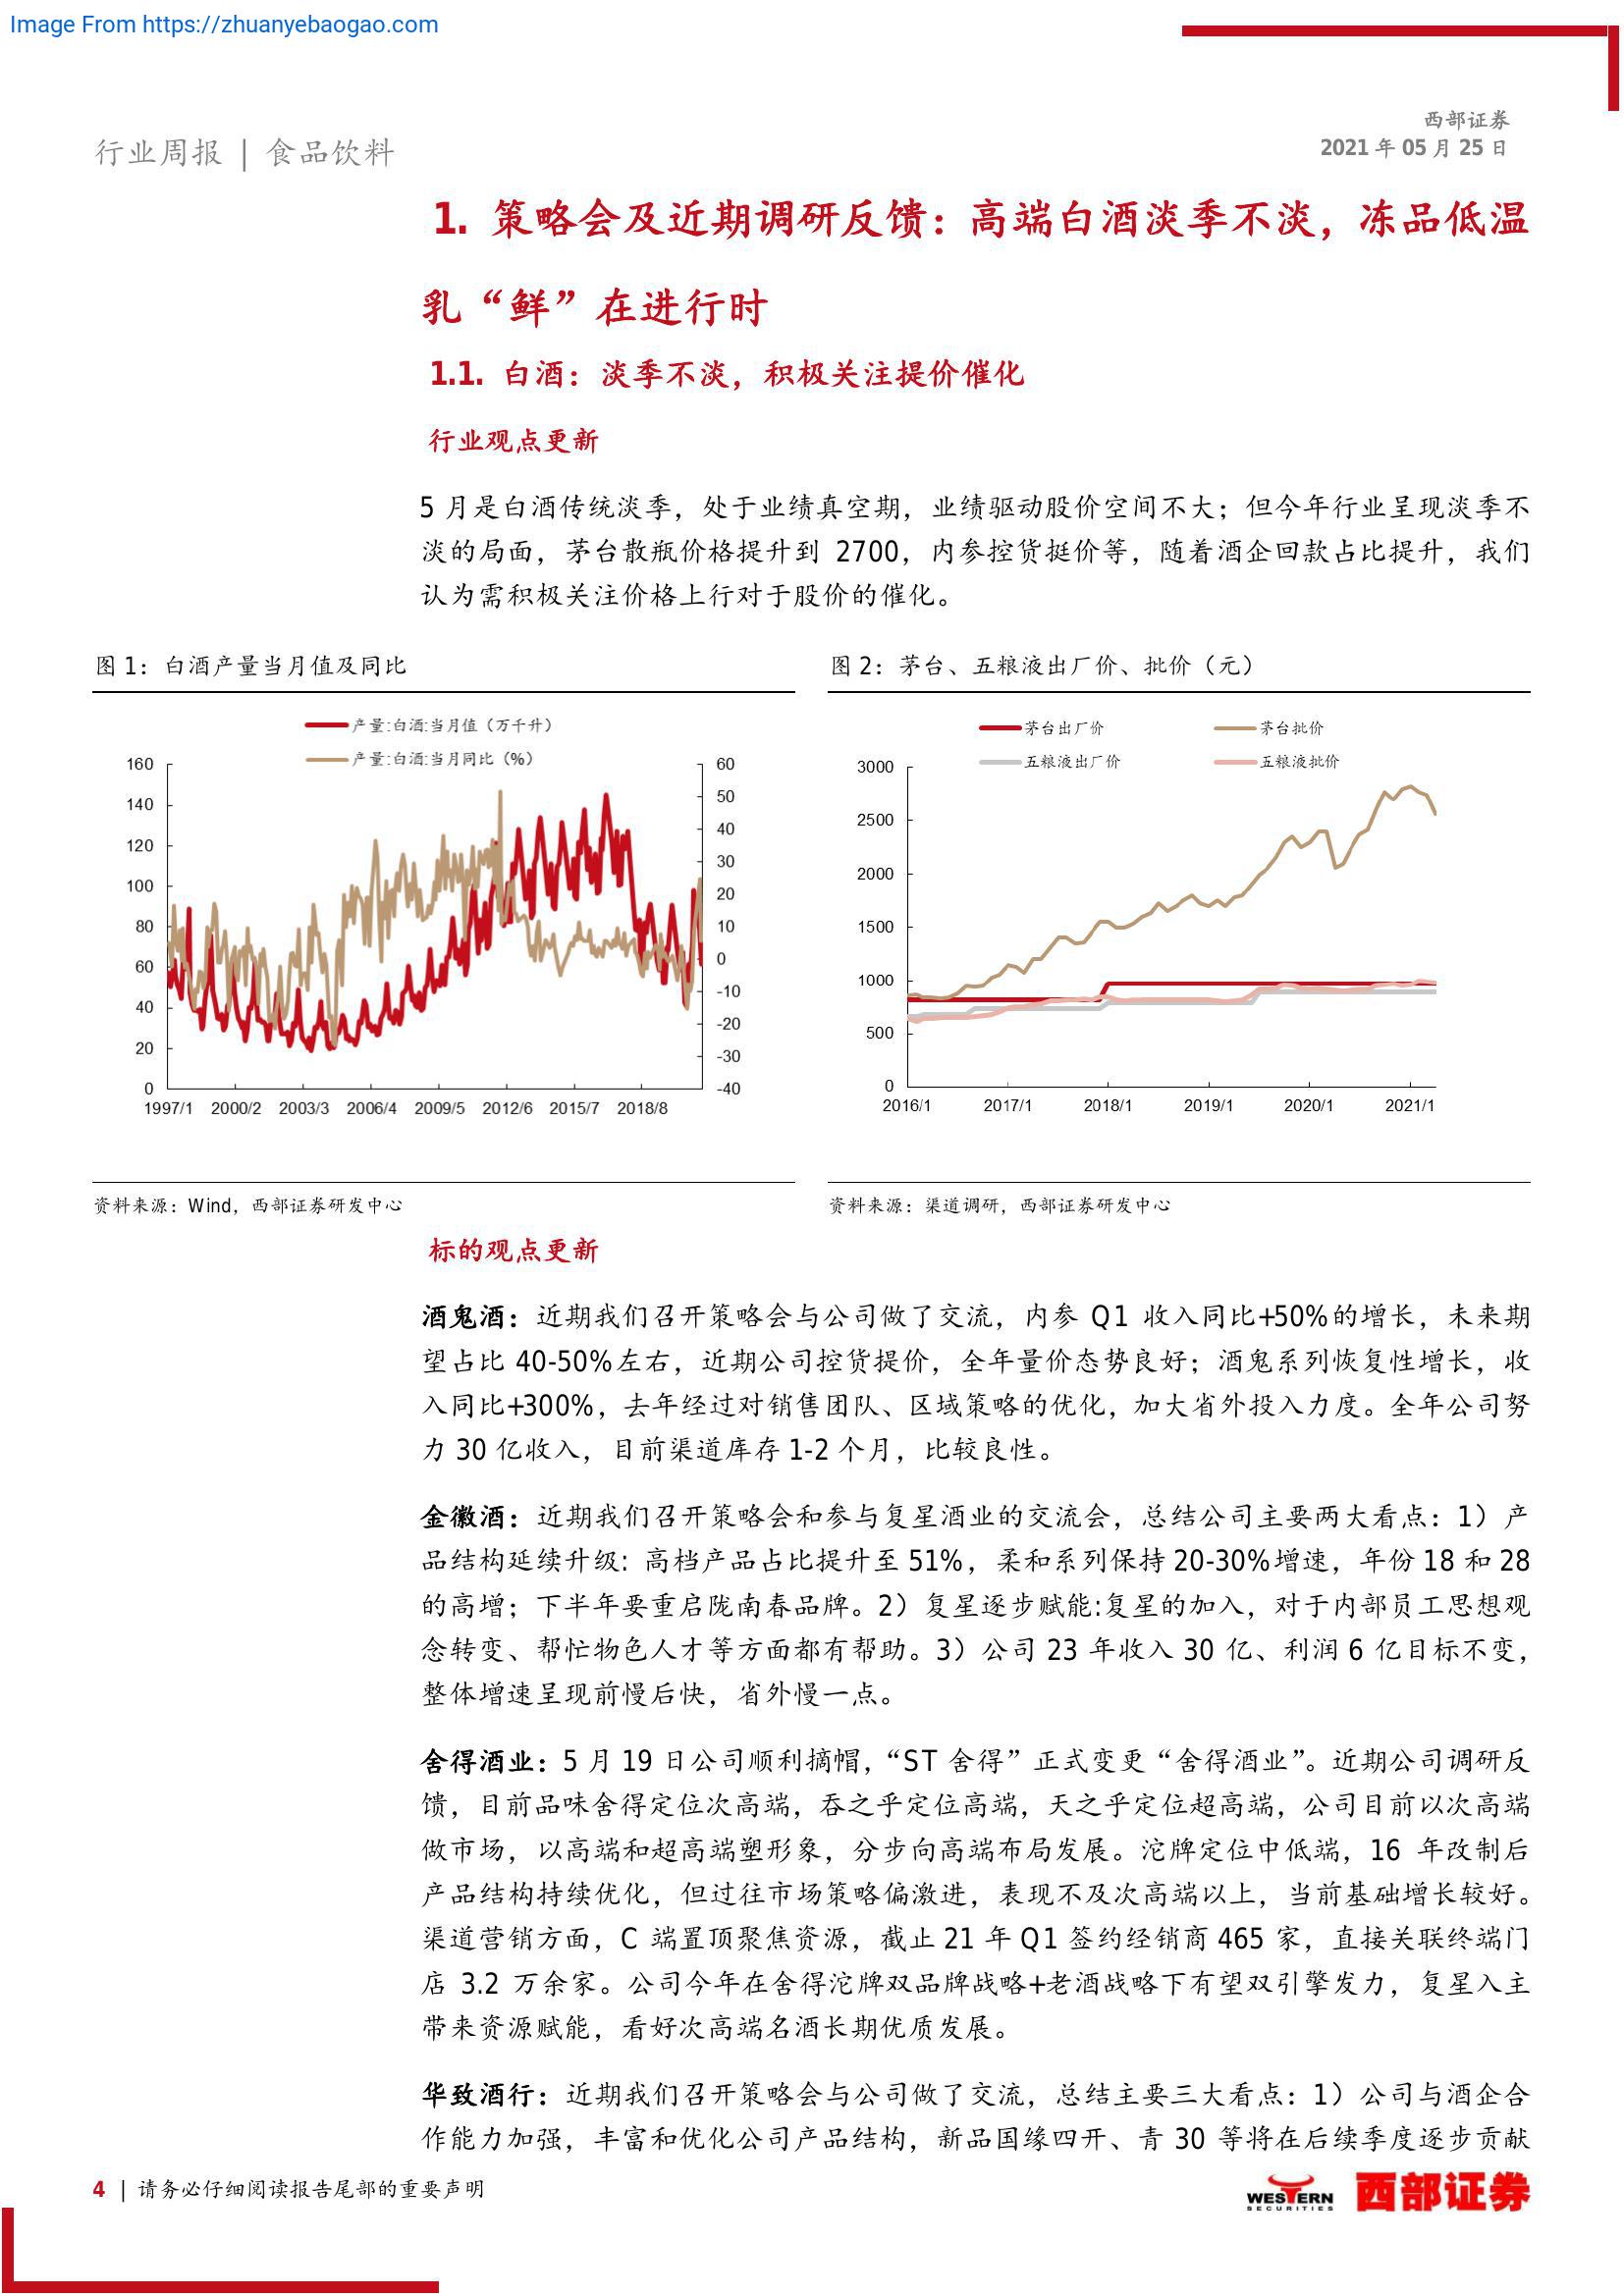 Image From https://zhuanyebaogao.com
西部证券
行业周报 | 食品饮料
2021 年 05 月 25 日
1. 策略会及近期调研反馈：高端白酒淡季不淡，冻品低温
乳“鲜”在进行时
1.1. 白酒：淡季不淡，积极关注提价催化
行业观点更新
5 月是白酒传统淡季，处于业绩真空期，业绩驱动股价空间不大；但今年行业呈现淡季不
淡的局面，茅台散瓶价格提升到 2700，内参控货挺价等，随着酒企回款占比提升，我们
认为需积极关注价格上行对于股价的催化。
图 1：白酒产量当月值及同比
产量:白酒:当月值（万千升）
产量:白酒:当月同比（%）
160
140
120
100
80
60
40
20
0
60
50
40
30
20
10
0
-10
-20
-30
-40
1997/1 2000/2 2003/3 2006/4 2009/5 2012/6 2015/7 2018/8
资料来源：Wind，西部证券研发中心
图 2：茅台、五粮液出厂价、批价（元）
茅台出厂价 茅台批价
五粮液出厂价 五粮液批价
3000
2500
2000
1500
1000
500
0
2016/1 2017/1 2018/1 2019/1 2020/1 2021/1
资料来源：渠道调研，西部证券研发中心
标的观点更新
酒鬼酒：近期我们召开策略会与公司做了交流，内参 Q1 收入同比+50%的增长，未来期
望占比 40-50%左右，近期公司控货提价，全年量价态势良好；酒鬼系列恢复性增长，收
入同比+300%，去年经过对销售团队、区域策略的优化，加大省外投入力度。全年公司努
力 30 亿收入，目前渠道库存 1-2 个月，比较良性。
金徽酒：近期我们召开策略会和参与复星酒业的交流会，总结公司主要两大看点：1）产
品结构延续升级: 高档产品占比提升至 51%，柔和系列保持 20-30%增速，年份 18 和 28
的高增；下半年要重启陇南春品牌。2）复星逐步赋能:复星的加入，对于内部员工思想观
念转变、帮忙物色人才等方面都有帮助。3）公司 23 年收入 30 亿、利润 6 亿目标不变，
整体增速呈现前慢后快，省外慢一点。
舍得酒业：5 月 19 日公司顺利摘帽，“ST 舍得”正式变更“舍得酒业”。近期公司调研反
馈，目前品味舍得定位次高端，吞之乎定位高端，天之乎定位超高端，公司目前以次高端
做市场，以高端和超高端塑形象，分步向高端布局发展。沱牌定位中低端，16 年改制后
产品结构持续优化，但过往市场策略偏激进，表现不及次高端以上，当前基础增长较好。
渠道营销方面，C 端置顶聚焦资源，截止 21 年 Q1 签约经销商 465 家，直接关联终端门
店 3.2 万余家。公司今年在舍得沱牌双品牌战略+老酒战略下有望双引擎发力，复星入主
带来资源赋能，看好次高端名酒长期优质发展。
华致酒行：近期我们召开策略会与公司做了交流，总结主要三大看点：1）公司与酒企合
作能力加强，丰富和优化公司产品结构，新品国缘四开、青 30 等将在后续季度逐步贡献
4 | 请务必仔细阅读报告尾部的重要声明
WESTERN
SECURITIES
西部证券